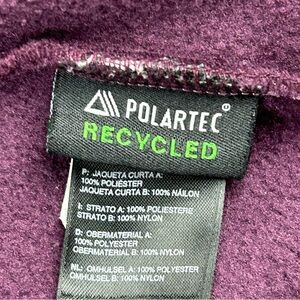 POLARTEC®
RECYCLED
P: JAQUETA CURTA A:
100% POLIÉSTER
JAQUETA CURTA B: 100% NÁILON
I: STRATO A: 100% POLIESTERE
STRATO B: 100% NYLON
D: OBERMATERIAL A:
100% POLYESTER
OBERMATERIAL B: 100% NYLON
NL: OMHULSEL A: 100% POLYESTER
OMHULSEL B: 100% NYLON